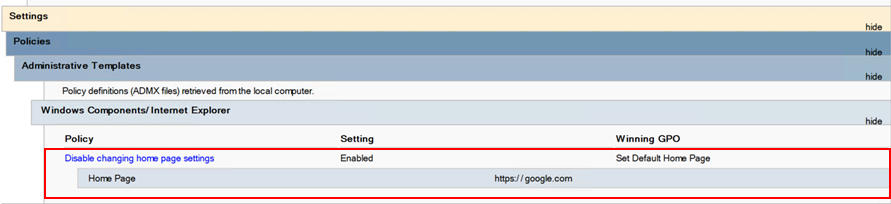 Settings
hide
Policies
hide
Administrative Templates
hide
Policy definitions (ADMX files) retrieved from the local computer.
Windows Components/ Internet Explorer
hide
Policy Setting Winning GPO
Disable changing home page settings Enabled Set Default Home Page
Home Page https:// google.com